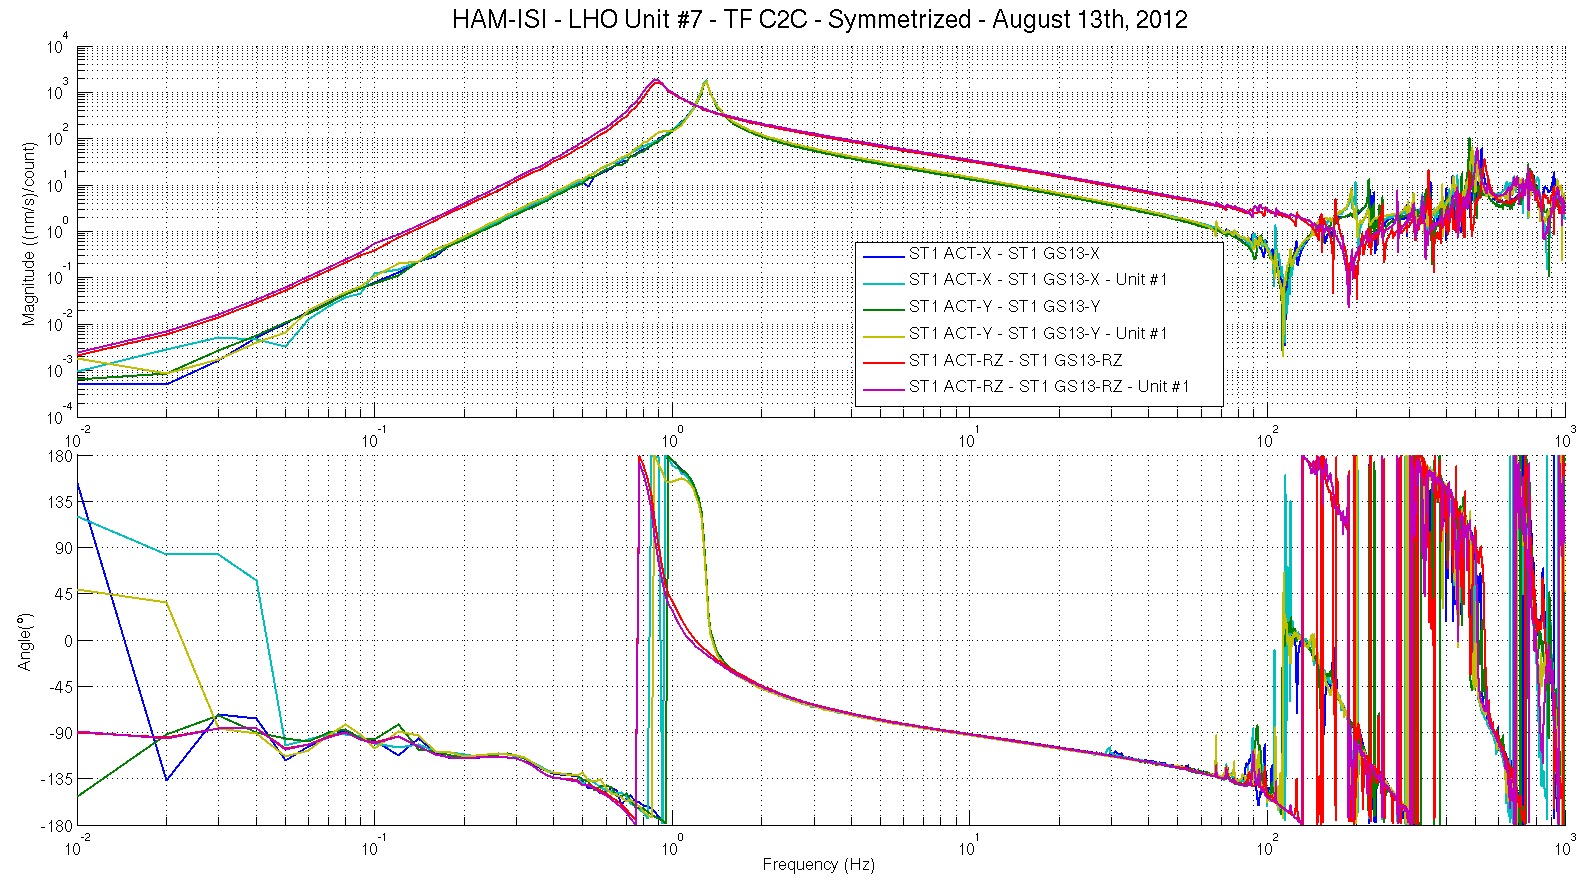 HAM-ISI - LHO Unit #7 - TF C2C - Symmetrized - August 13th, 2012
Magnitude ((nm/s)/count)
10^4
10^3
10^2
10^1
10^0
10^-1
10^-2
10^-3
10^-4
ST1 ACT-X - ST1 GS13-X
ST1 ACT-X - ST1 GS13-X - Unit #1
ST1 ACT-Y - ST1 GS13-Y
ST1 ACT-Y - ST1 GS13-Y - Unit #1
ST1 ACT-RZ - ST1 GS13-RZ
ST1 ACT-RZ - ST1 GS13-RZ - Unit #1
10^-2 10^-1 10^0 10^1 10^2 10^3
Angle(°)
180
135
90
45
0
-45
-90
-135
-180
10^-2 10^-1 10^0 10^1 10^2 10^3
Frequency (Hz)